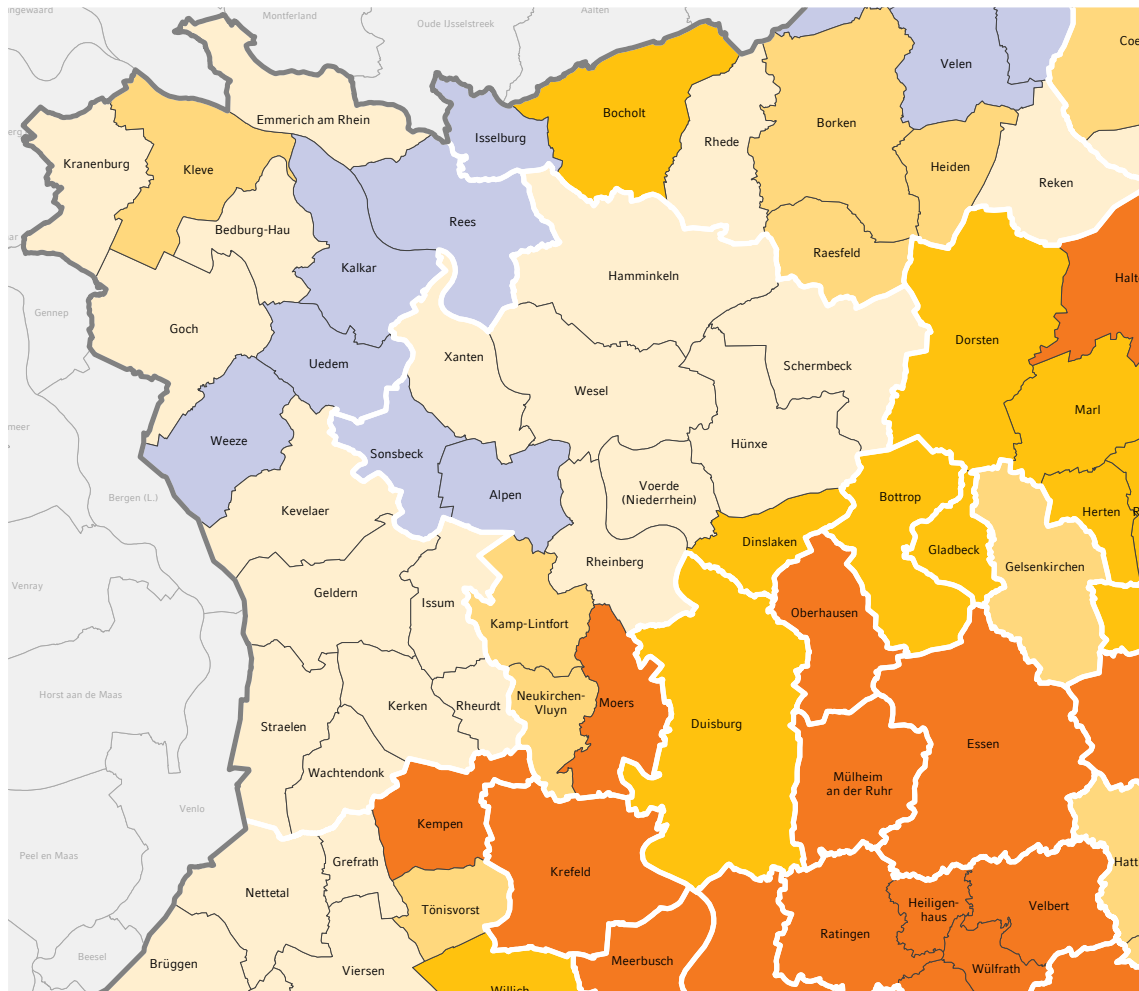 ngewaard
Montferland
Oude IJsselstreek
Aalten
Coe
Velen
Bocholt
Emmerich am Rhein
Borken
Isselburg
Rhede
Kranenburg
Kleve
Heiden
Reken
Rees
Bedburg-Hau
Raesfeld
Kalkar
Hamminkeln
Halt
Gennep
Goch
Dorsten
Xanten
Uedem
Schermbeck
Wesel
Marl
meer
Weeze
Hünxe
Sonsbeck
Voerde
(Niederrhein)
Bergen (L.)
Alpen
Bottrop
Kevelaer
Herten
R
Dinslaken
Gladbeck
Rheinberg
Gelsenkirchen
Venray
Geldern
Issum
Oberhausen
Kamp-Lintfort
Horst aan de Maas
Neukirchen-
Vluyn
Moers
Kerken
Rheurdt
Straelen
Duisburg
Essen
Wachtendonk
Mülheim
an der Ruhr
Venlo
Kempen
Peel en Maas
Grefrath
Hatt
Krefeld
Nettetal
Tönisvorst
Heiligen-
haus
Velbert
Ratingen
Beesel
Brüggen
Viersen
Meerbusch
Wülfrath
Willich